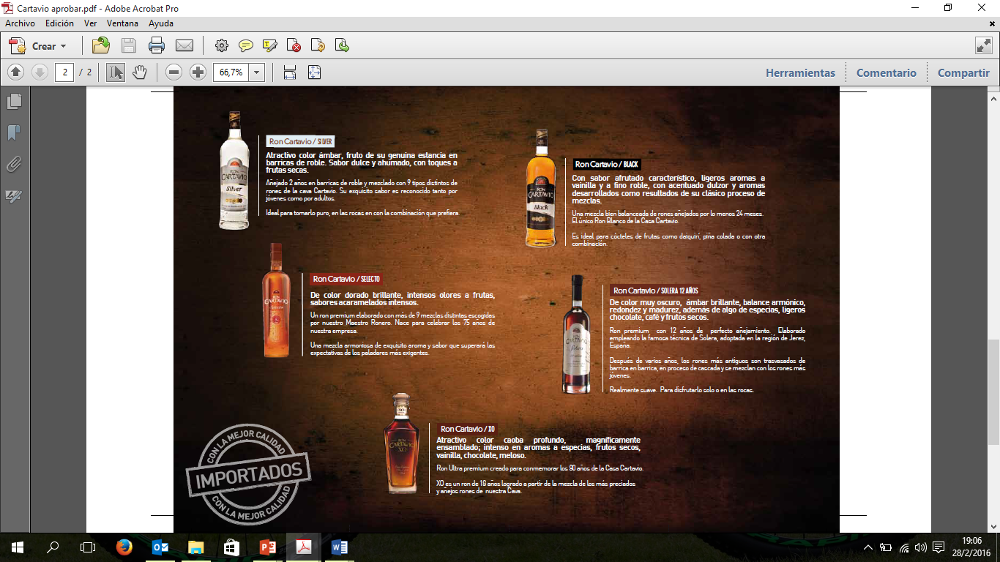 Cartavio aprobar.pdf - Adobe Acrobat Pro
Archivo Edición Ver Ventana Ayuda
Crear
2 / 2
66,7%
Herramientas Comentario Compartir
Ron Cartavio / SILVER
Atractivo color ámbar, fruto de su genuina estancia en
barricas de roble. Sabor dulce y ahumado, con toques a
frutas secas.
Añejado 2 años en barricas de roble y mezclado con 9 tipos distintos de
rones de la cava Cartavio. Su exquisito sabor es reconocido tanto por
jóvenes como por adultos.
Ideal para tomarlo puro, en las rocas en con la combinación que prefiera.
RON
CARTAVIO
Silver
Ron Cartavio / BLACK
Con sabor afrutado característico, ligeros aromas a
vainilla y a fino roble, con acentuado dulzor y aromas
desarrollados como resultados de su clásico proceso de
mezclas.
Una mezcla bien balanceada de rones añejados por lo menos 24 meses.
El único Ron Blanco de la Casa Cartavio.
Es ideal para cócteles de frutas como daiquirí, piña colada o con otra
combinación.
RON
CARTAVIO
Black
Ron Cartavio / SELECTO
De color dorado brillante, intensos olores a frutas,
sabores acaramelados intensos.
Un ron premium elaborado con más de 9 mezclas distintas escogidas
por nuestro Maestro Ronero. Nace para celebrar los 75 años de
nuestra empresa.
Una mezcla armoniosa de exquisito aroma y sabor que superará las
expectativas de los paladares más exigentes.
CARTAVIO
Ron Cartavio / SOLERA 12 AÑOS
De color muy oscuro, ámbar brillante, balance armónico,
redondez y madurez, además de algo de especias, ligeros
chocolate, café y frutos secos.
Ron premium con 12 años de perfecto añejamiento. Elaborado
empleando la famosa técnica de Solera, adoptada en la región de Jerez,
Espana.
Después de varios años, los rones más antiguos son trasvasados de
barrica en barrica, en proceso de cascada y se mezclan con los rones más
jóvenes.
Realmente suave. Para disfrutarlo solo o en las rocas.
CARTAVIO
Ron Cartavio / XO
Atractivo color caoba profundo, magníficamente
ensamblado; intenso en aromas a especias, frutos secos,
vainilla, chocolate, meloso.
Ron Ultra premium creado para conmemorar los 80 años de la Casa Cartavio.
XO es un ron de 18 años logrado a partir de la mezcla de los más preciados
y añejos rones de nuestra Cava.
XO
CARTAVIO
XO
CON LA MEJOR CALIDAD
IMPORTADOS
CON LA MEJOR CALIDAD
19:06
28/2/2016